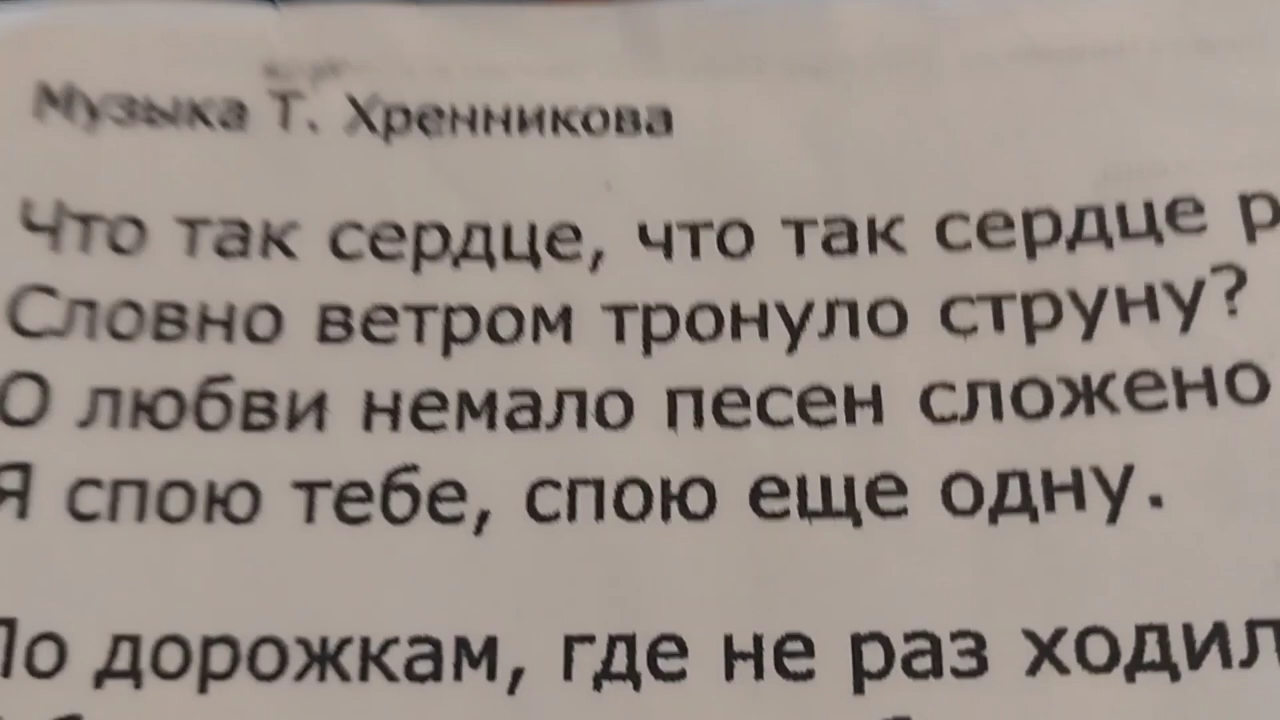 Музыка Т. Хренникова
Что так сердце, что так сердце р
Словно ветром тронуло струну?
О любви немало песен сложено
Я спою тебе, спою еще одну.
По дорожкам, где не раз ходил